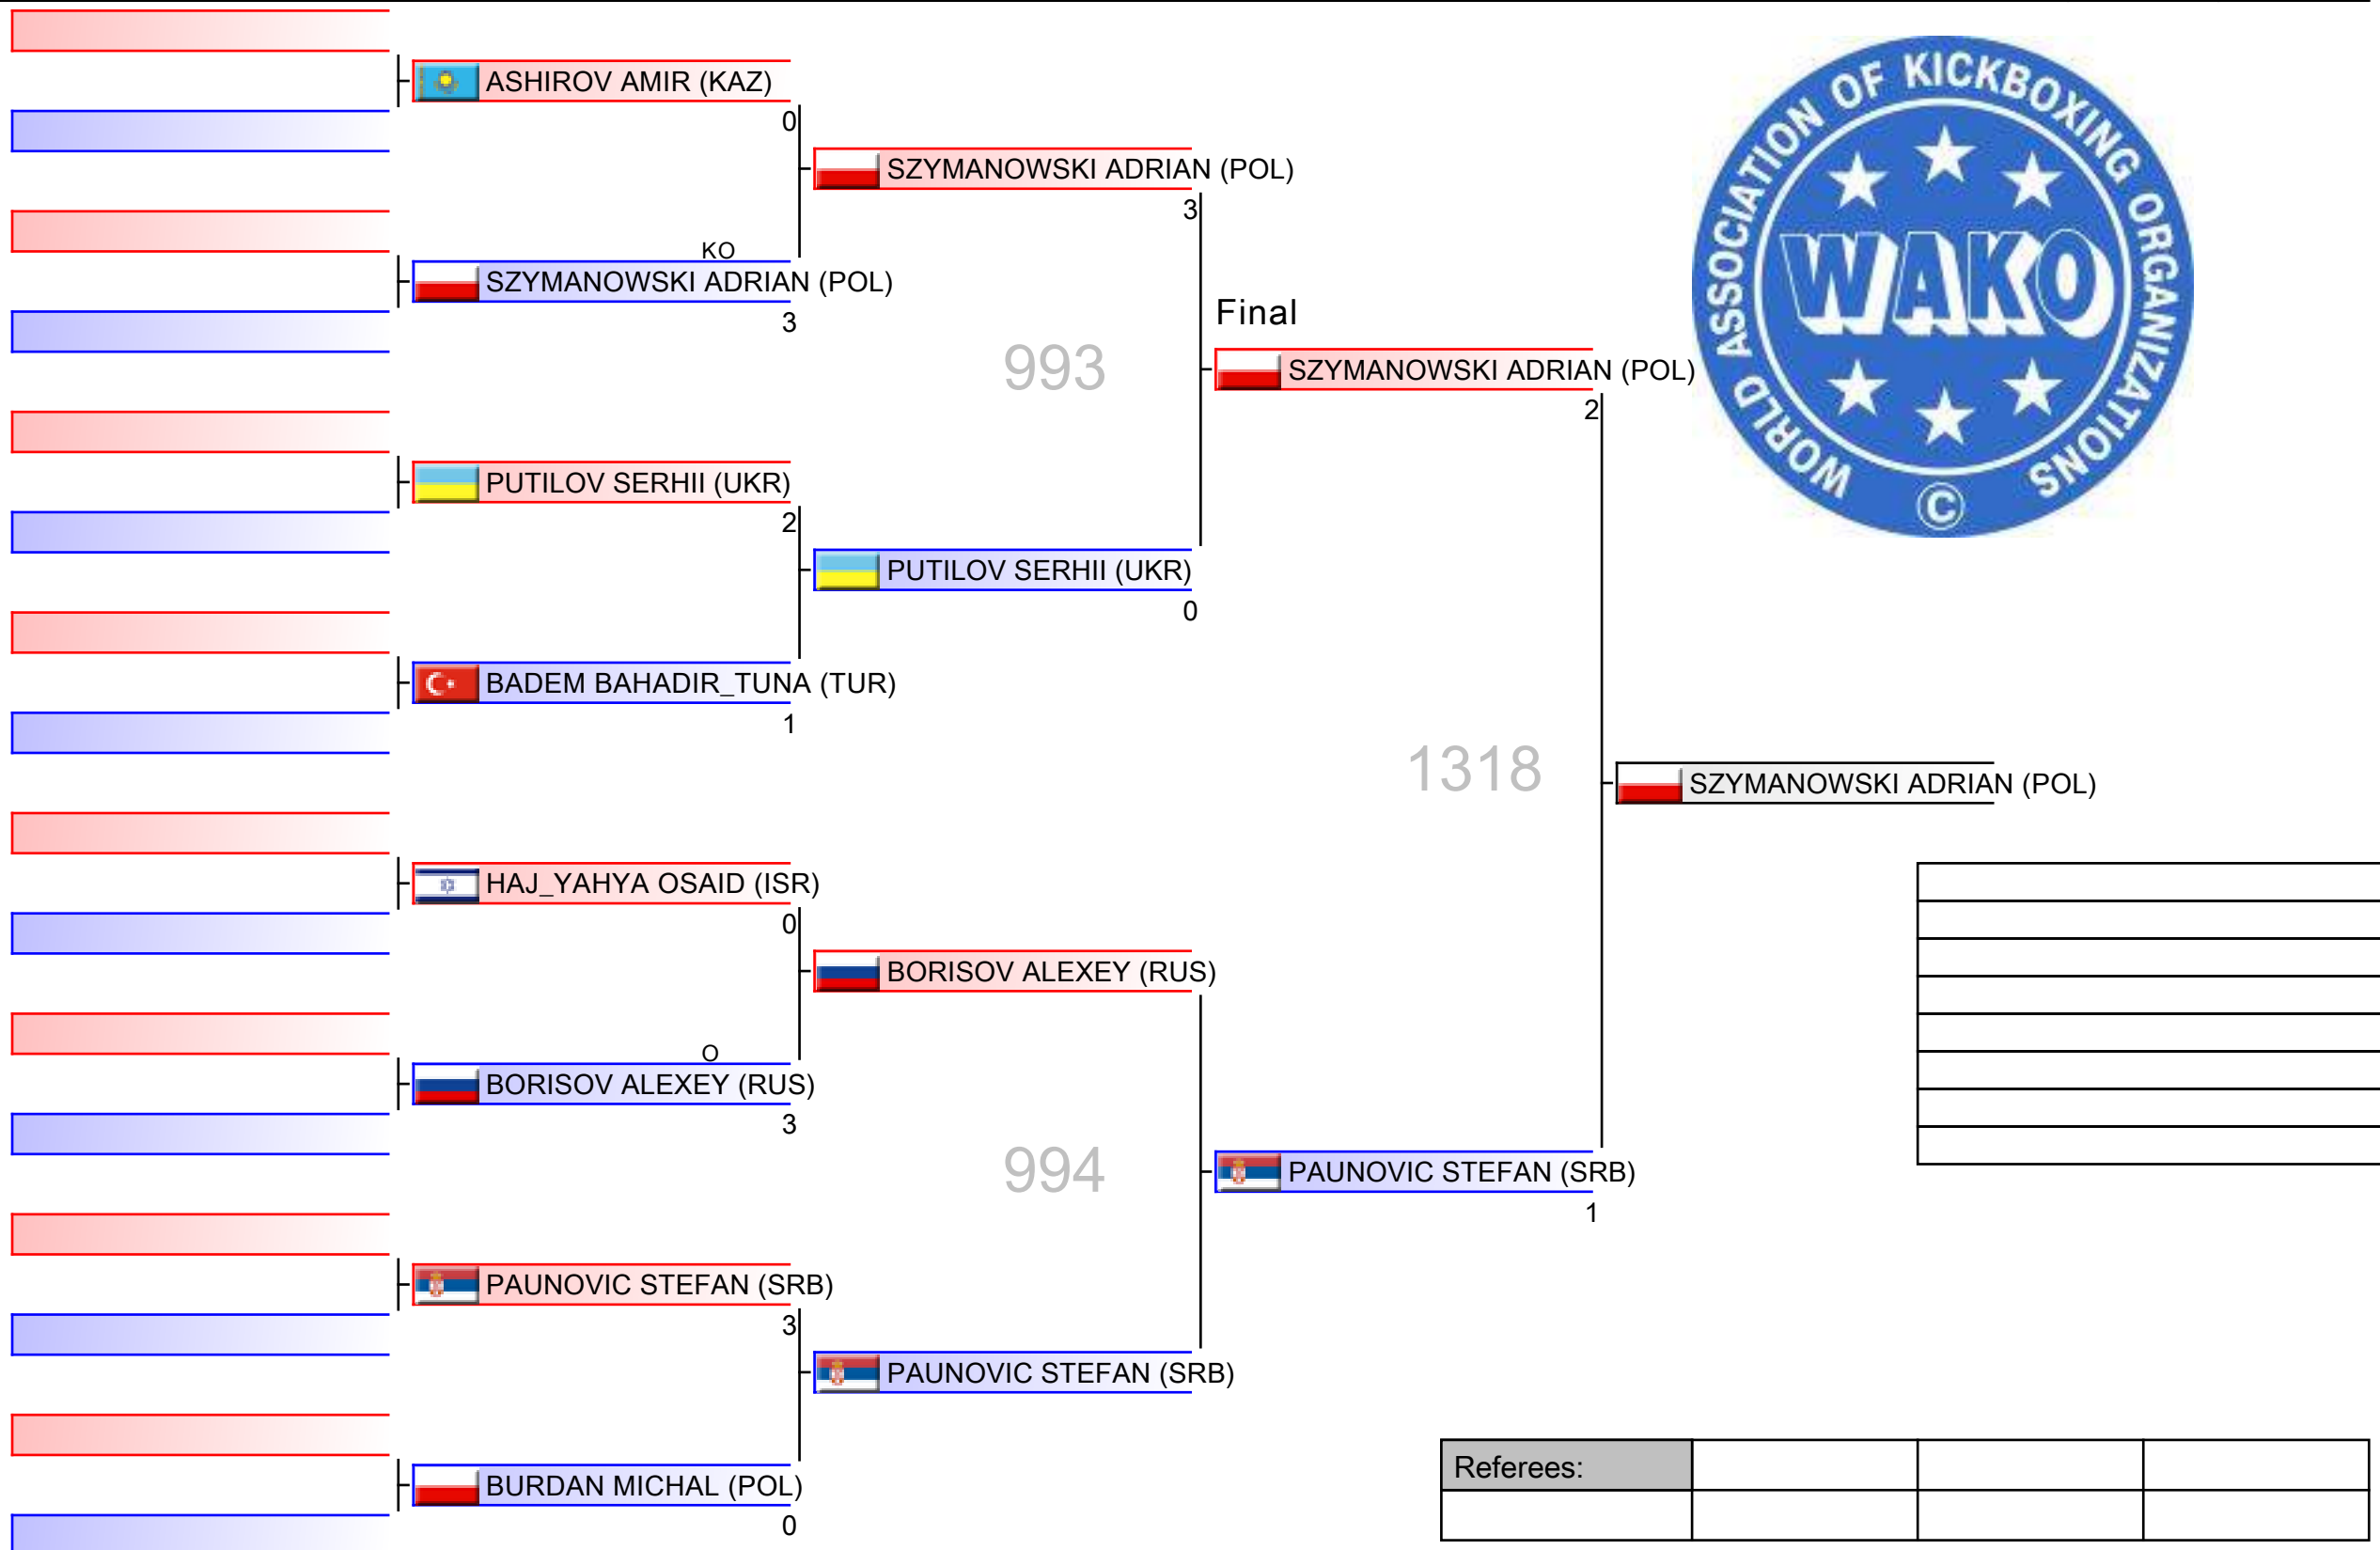 ASHIROV AMIR (KAZ)
0
KO
SZYMANOWSKI ADRIAN (POL)
3
PUTILOV SERHII (UKR)
2
BADEM BAHADIR_TUNA (TUR)
1
HAJ_YAHYA OSAID (ISR)
0
O
BORISOV ALEXEY (RUS)
3
PAUNOVIC STEFAN (SRB)
3
BURDAN MICHAL (POL)
0
SZYMANOWSKI ADRIAN (POL)
3
993
PUTILOV SERHII (UKR)
0
BORISOV ALEXEY (RUS)
994
PAUNOVIC STEFAN (SRB)
Final
SZYMANOWSKI ADRIAN (POL)
2
1318
PAUNOVIC STEFAN (SRB)
1
SZYMANOWSKI ADRIAN (POL)
WORLD ASSOCIATION OF KICKBOXING ORGANIZATIONS
WAKO
©
Referees: